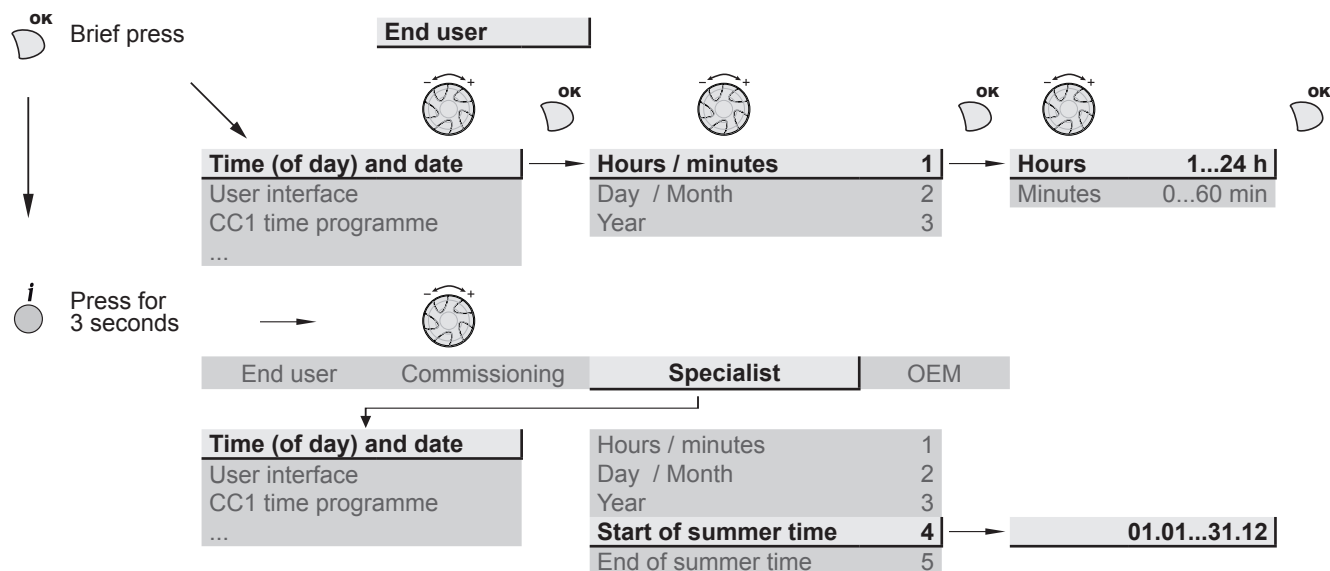 OK
Brief press
End user
- +
OK
- +
OK
- +
OK
Time (of day) and date
Hours / minutes 1
Hours 1...24 h
User interface
Day / Month 2
Minutes 0...60 min
CC1 time programme
Year 3
...
i
Press for
3 seconds
- +
End user Commissioning Specialist OEM
Time (of day) and date
Hours / minutes 1
User interface
Day / Month 2
CC1 time programme
Year 3
...
Start of summer time 4
01.01...31.12
End of summer time 5